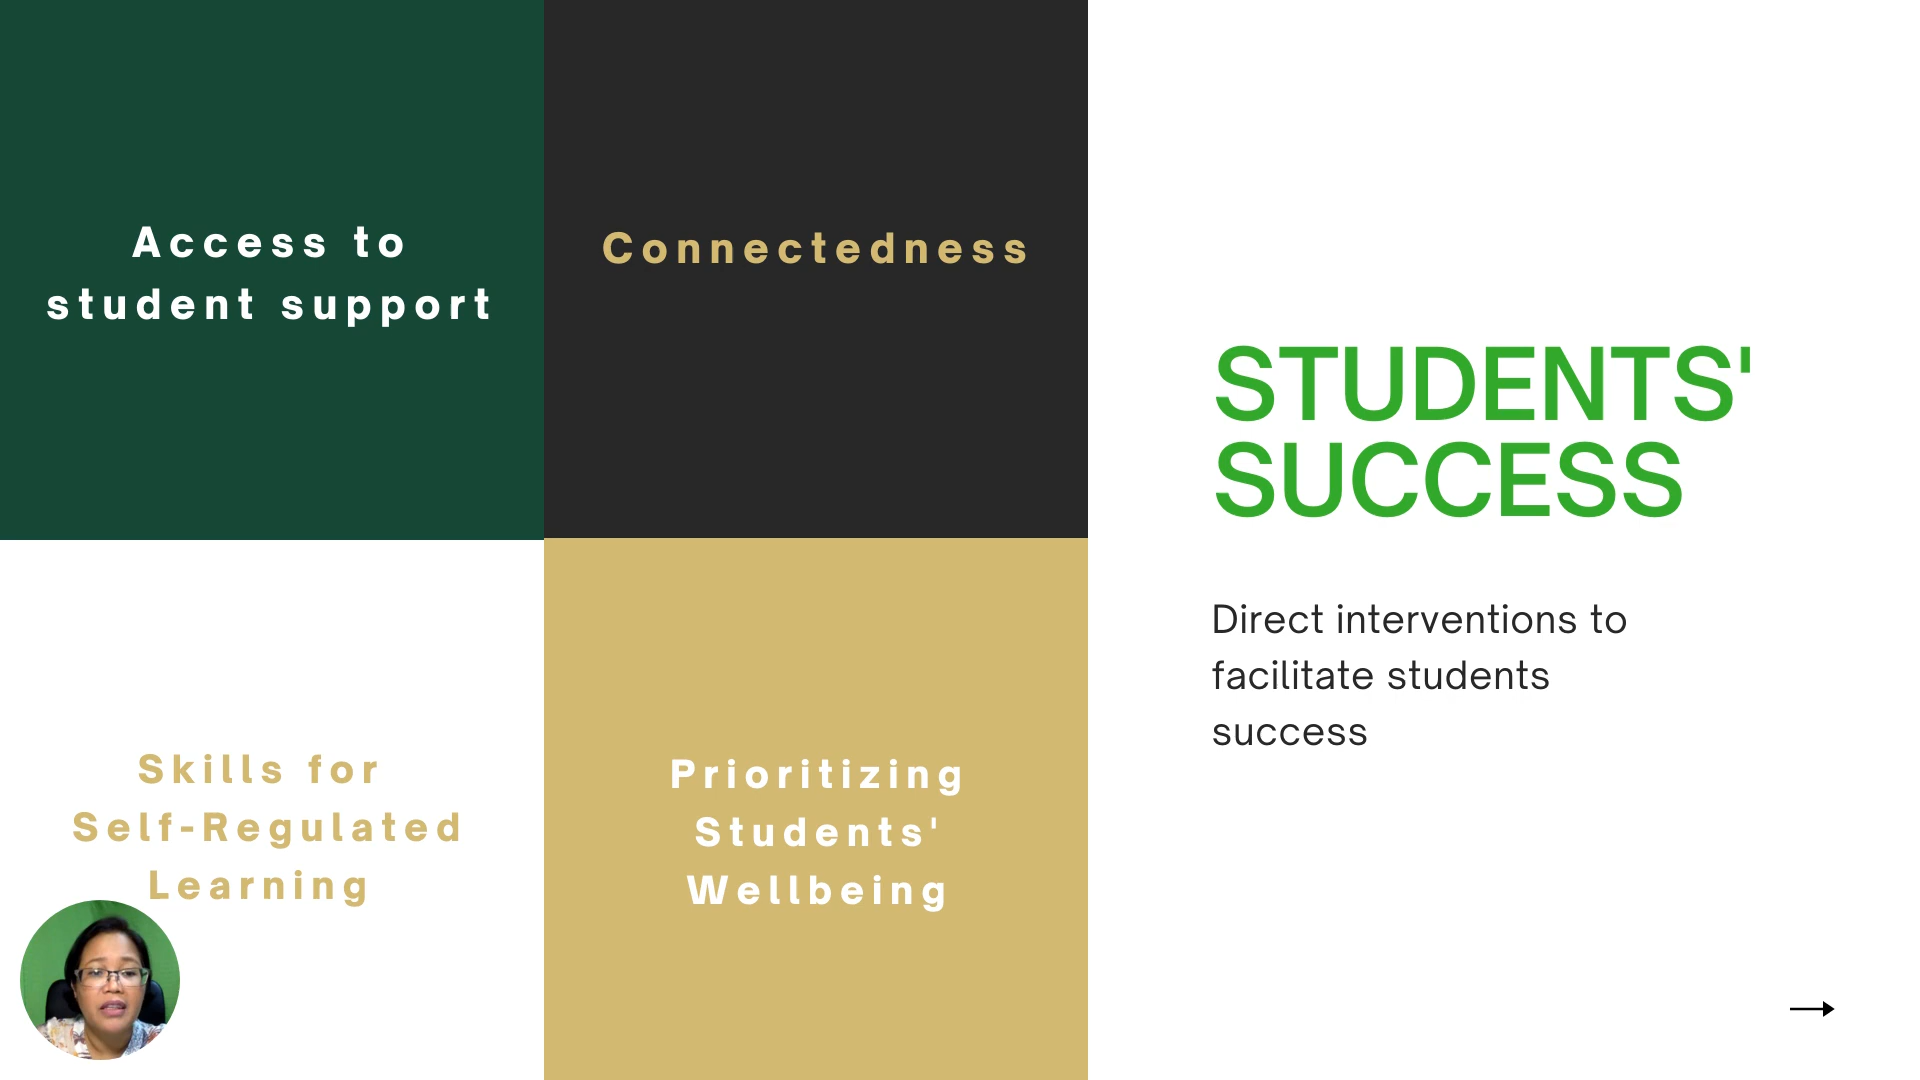 Access to
student support
Connectedness
Skills for
Self-Regulated
Learning
Prioritizing
Students'
Wellbeing
STUDENTS'
SUCCESS
Direct interventions to
facilitate students
success